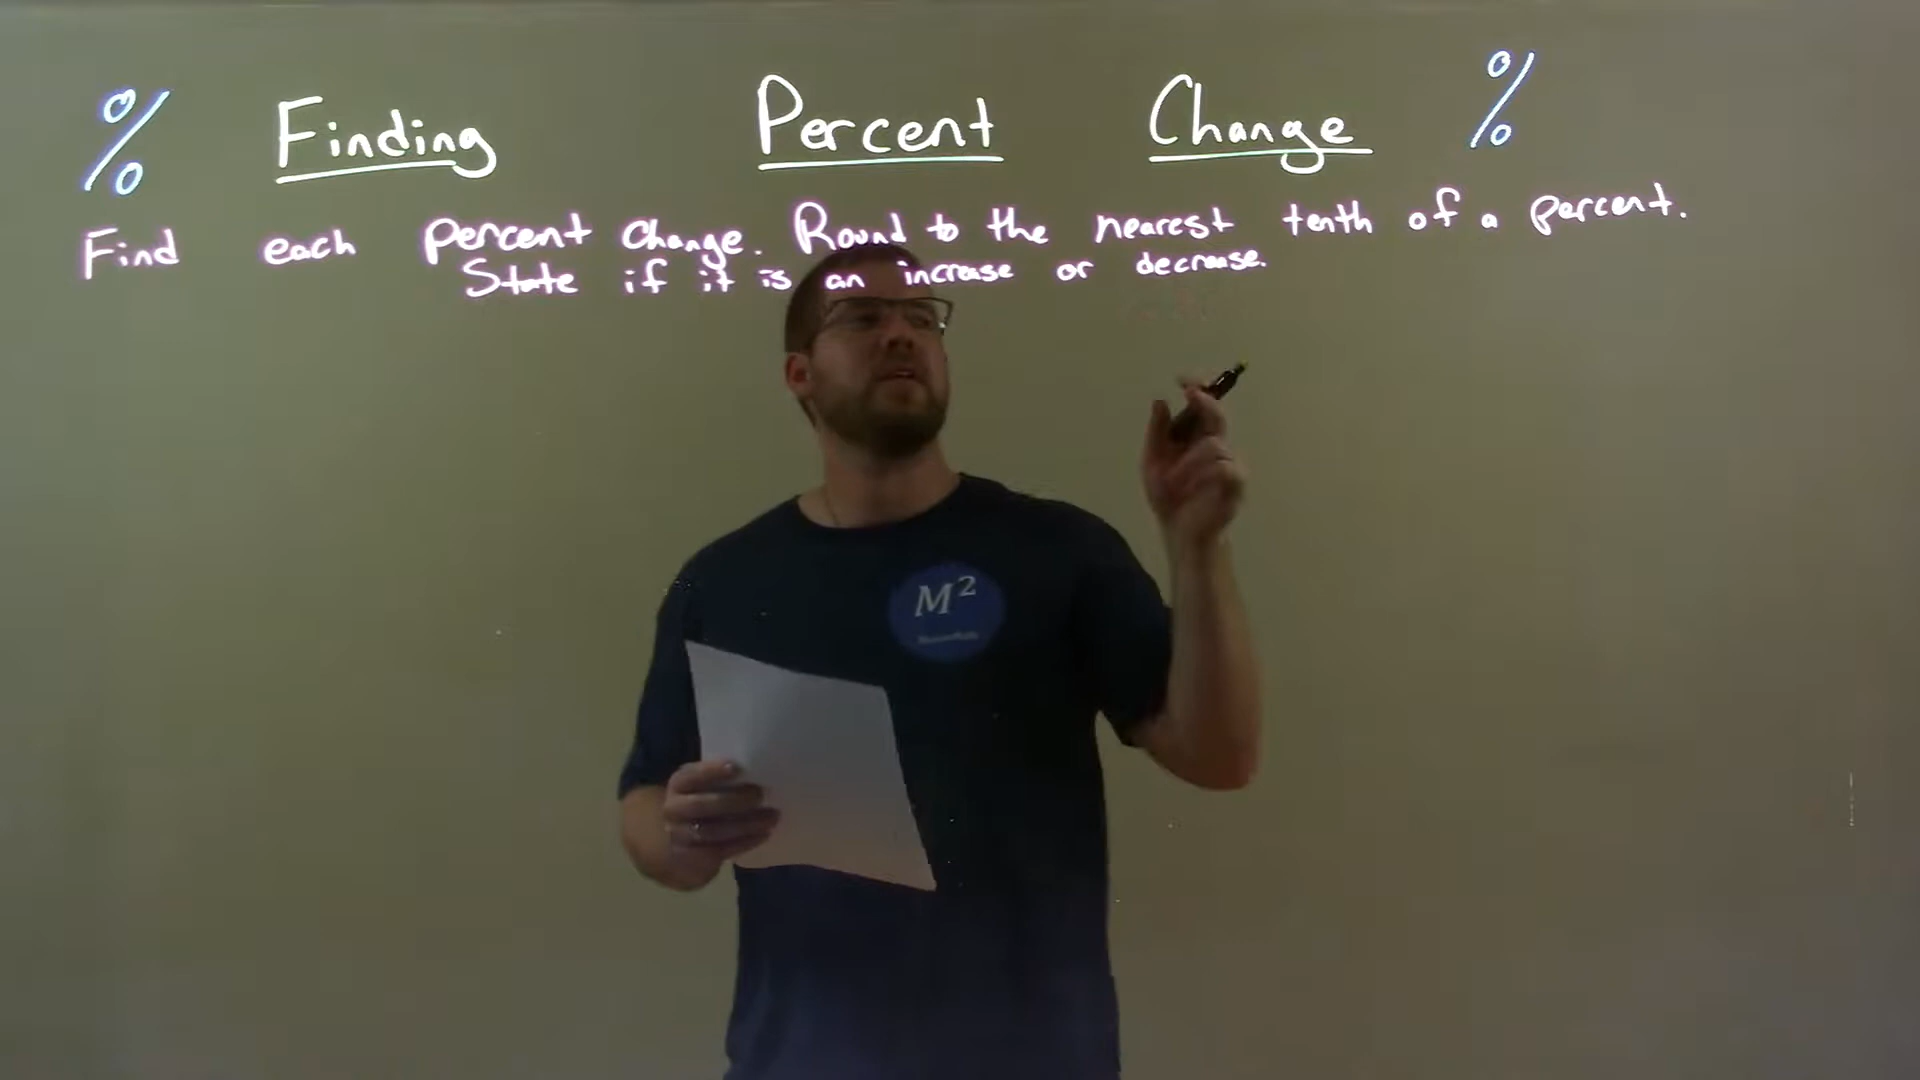 % Finding Percent Change %
Find each percent change. Round to the nearest tenth of a percent.
State if it is an increase or decrease.
M²